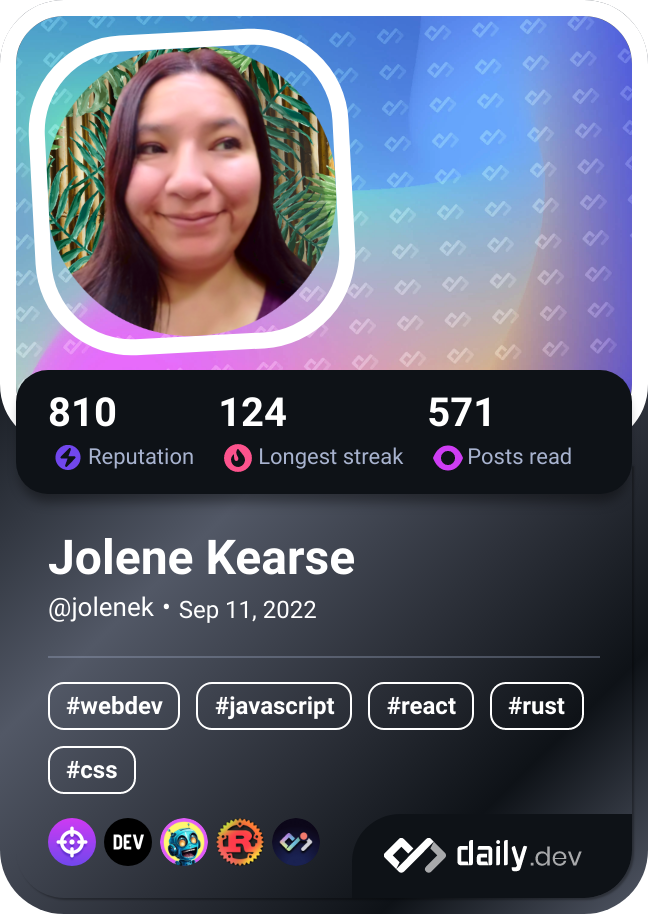 810 124 571
Reputation Longest streak Posts read
Jolene Kearse
@jolenek • Sep 11, 2022
#webdev #javascript #react #rust
#css
DEV R daily.dev